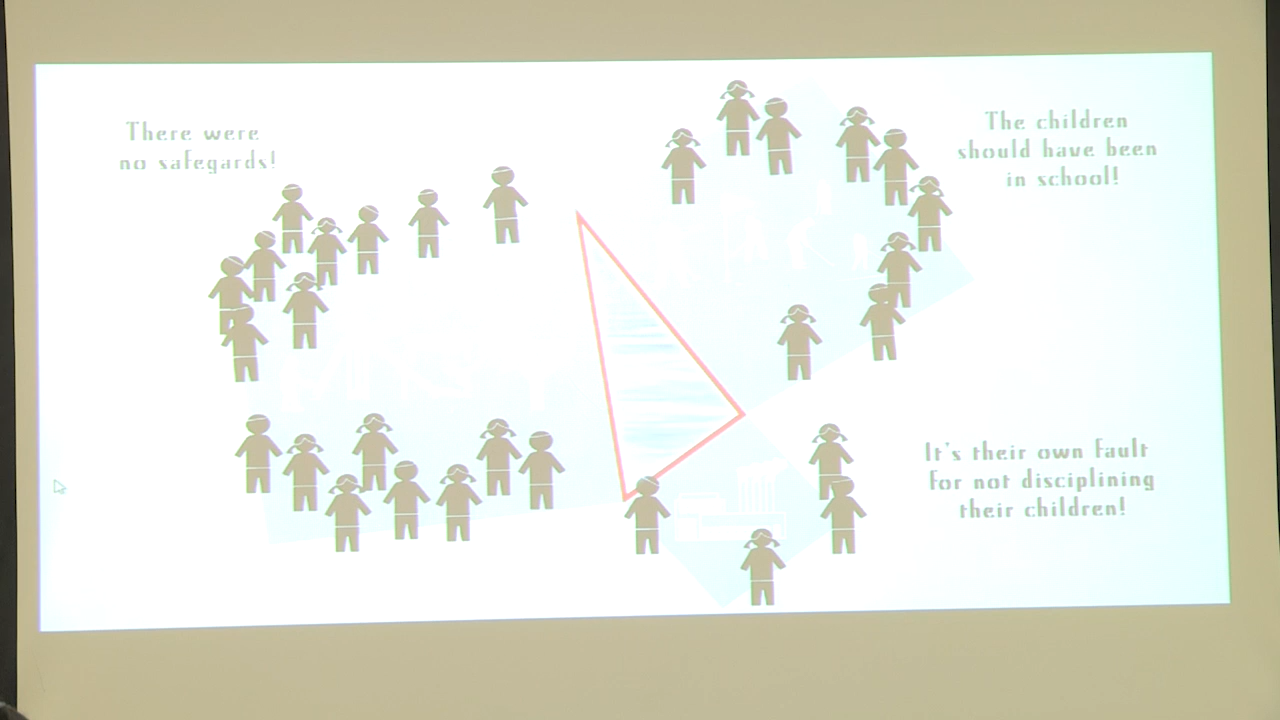 There were
no safegards!
The children
should have been
in school!
It's their own fault
for not disciplining
their children!